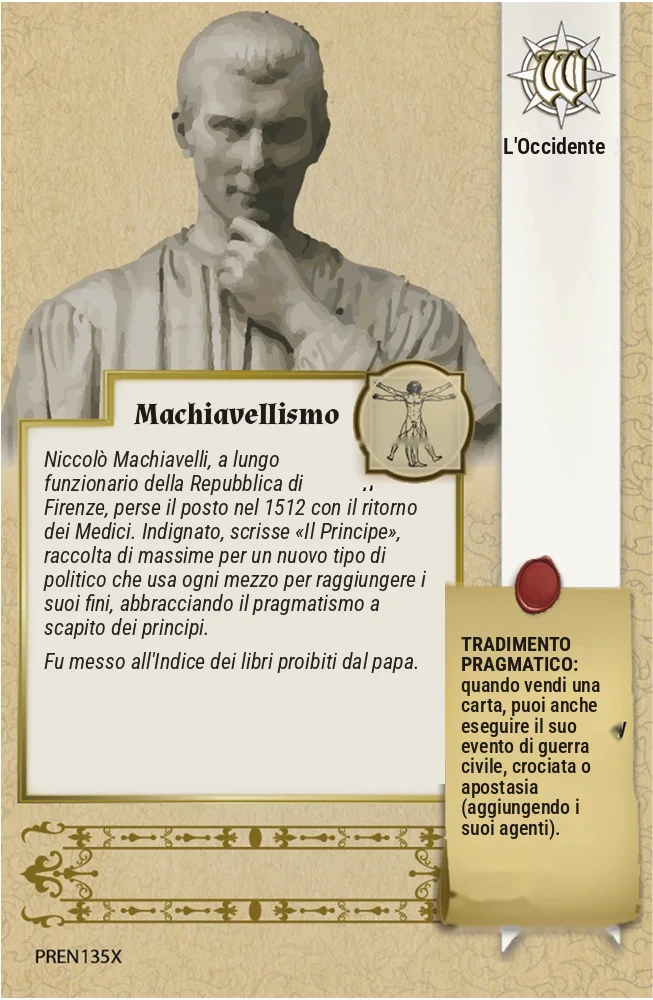 W
L'Occidente
Machiavellismo
Niccolò Machiavelli, a lungo
funzionario della Repubblica di
Firenze, perse il posto nel 1512 con il ritorno
dei Medici. Indignato, scrisse «Il Principe»,
raccolta di massime per un nuovo tipo di
politico che usa ogni mezzo per raggiungere i
suoi fini, abbracciando il pragmatismo a
scapito dei principi.
Fu messo all'Indice dei libri proibiti dal papa.
TRADIMENTO
PRAGMATICO:
quando vendi una
carta, puoi anche
eseguire il suo
evento di guerra
civile, crociata o
apostasia
(aggiungendo i
suoi agenti).
PREN135X